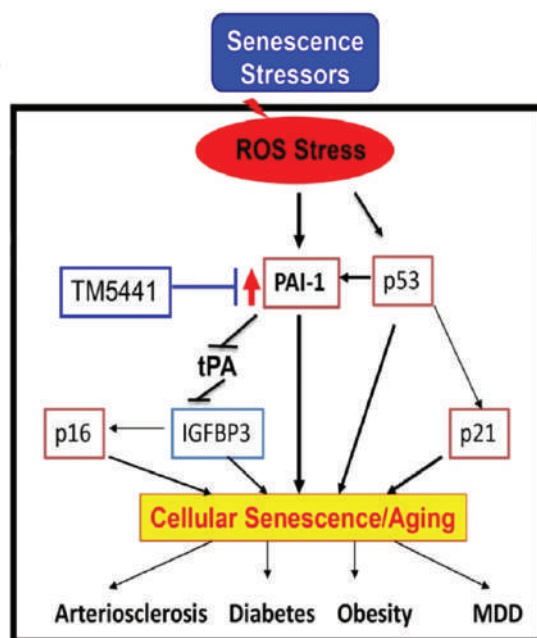 Senescence
Stressors
ROS Stress
TM5441
PAI-1
p53
tPA
p16
IGFBP3
p21
Cellular Senescence/Aging
Arteriosclerosis Diabetes Obesity MDD